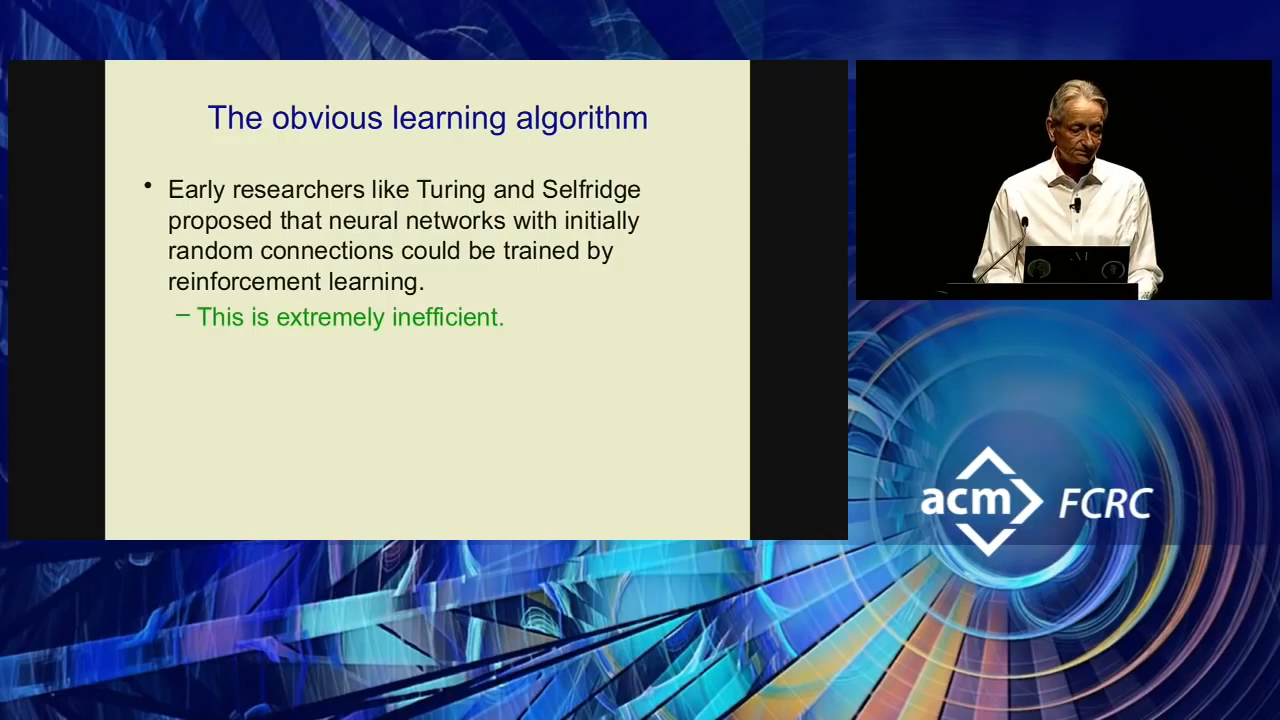 The obvious learning algorithm
• Early researchers like Turing and Selfridge
proposed that neural networks with initially
random connections could be trained by
reinforcement learning.
– This is extremely inefficient.
acm FCRC